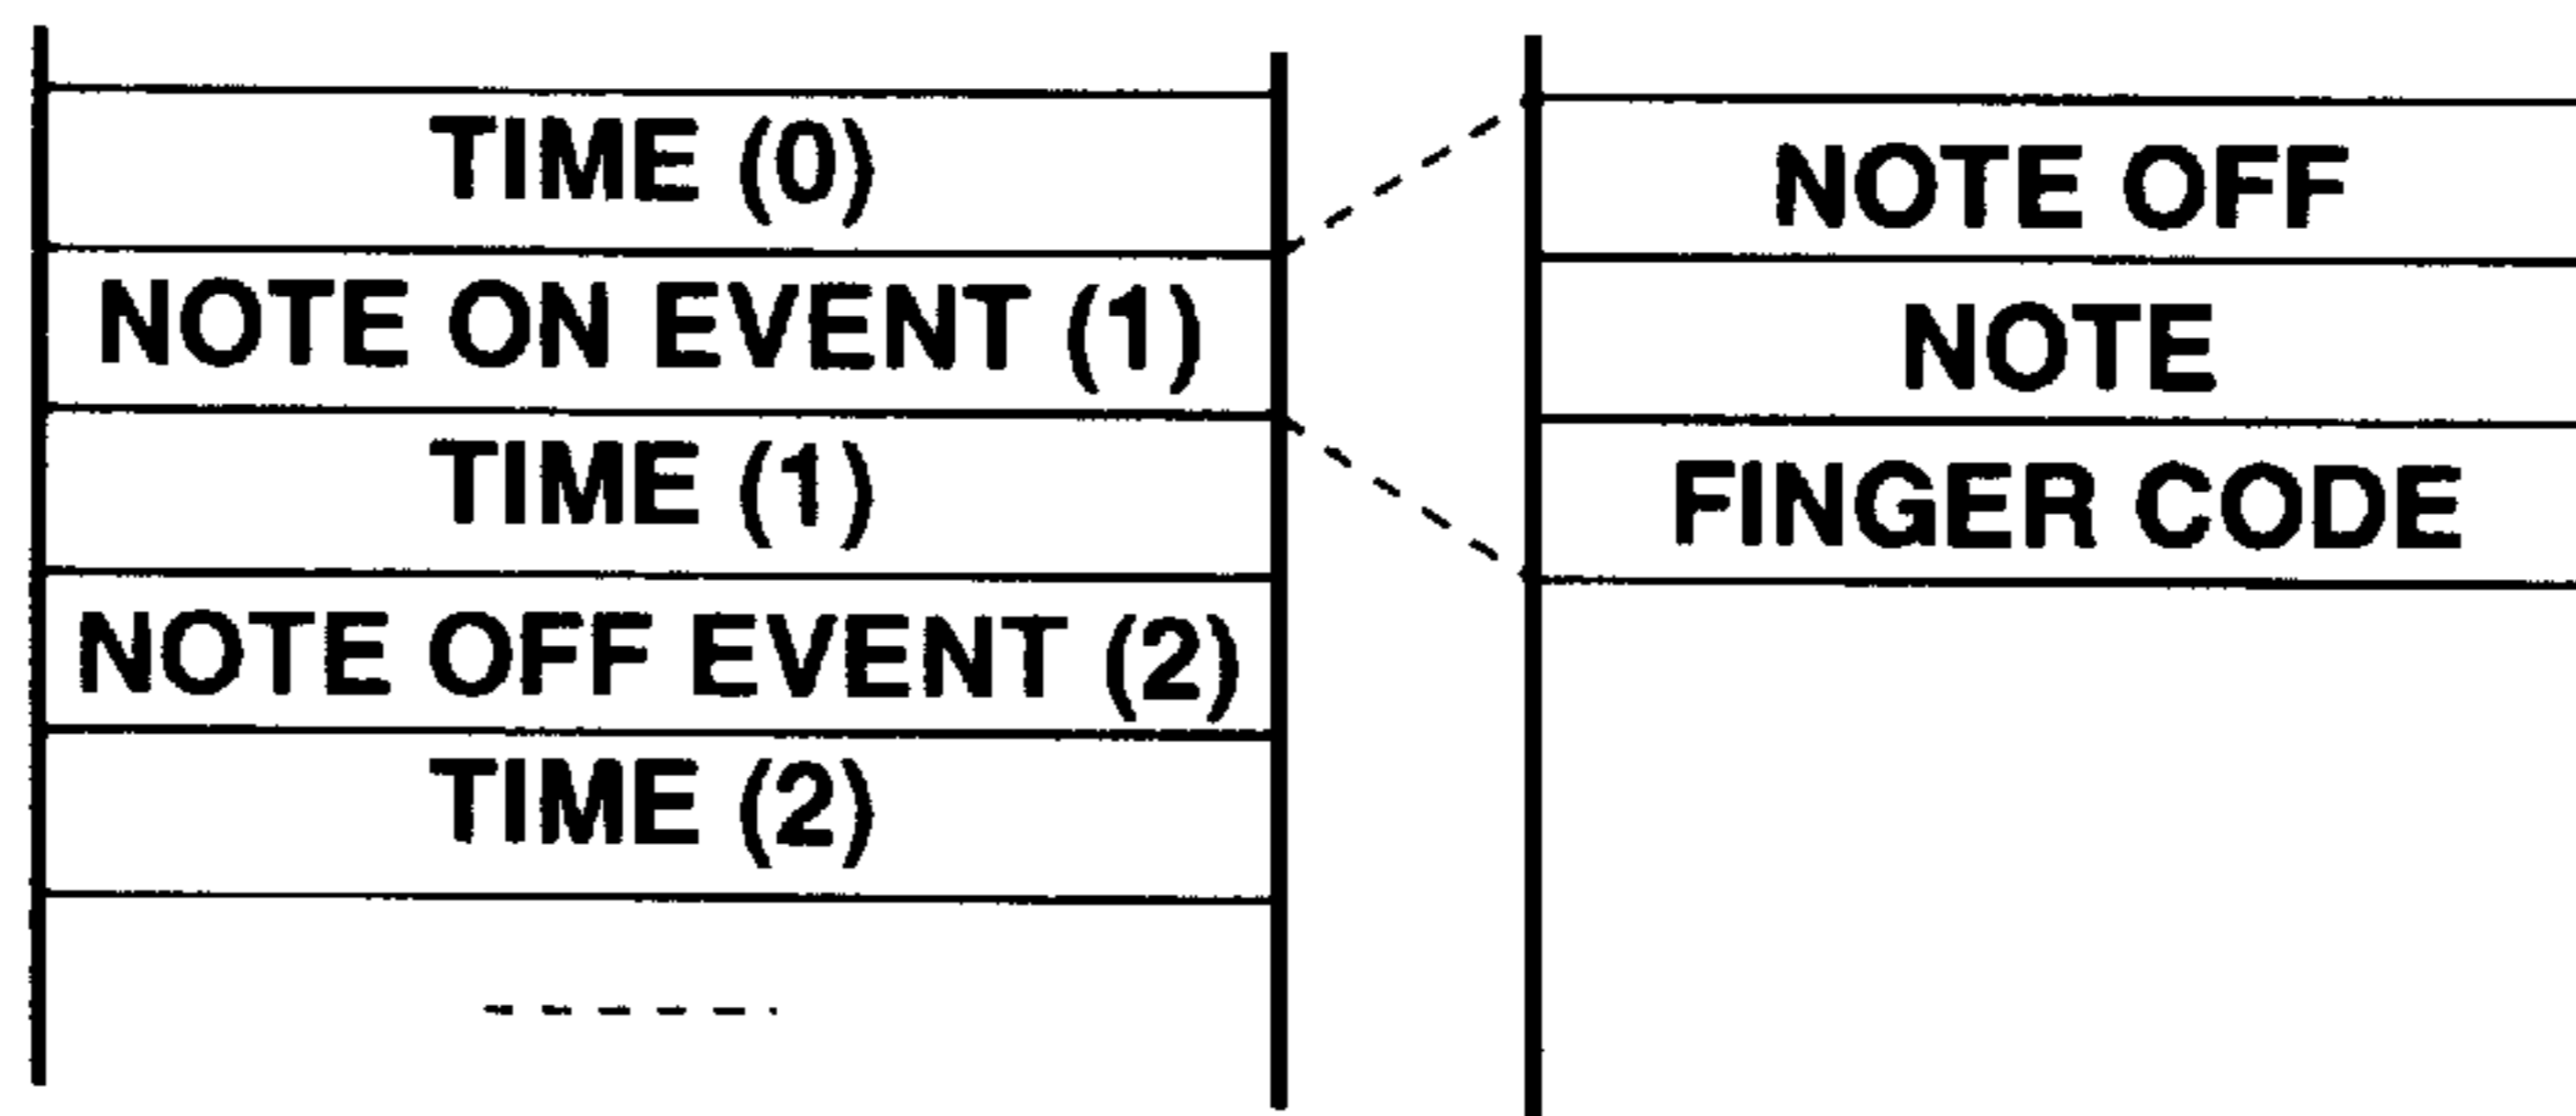 TIME (0)
NOTE ON EVENT (1)
TIME (1)
NOTE OFF EVENT (2)
TIME (2)
NOTE OFF
NOTE
FINGER CODE